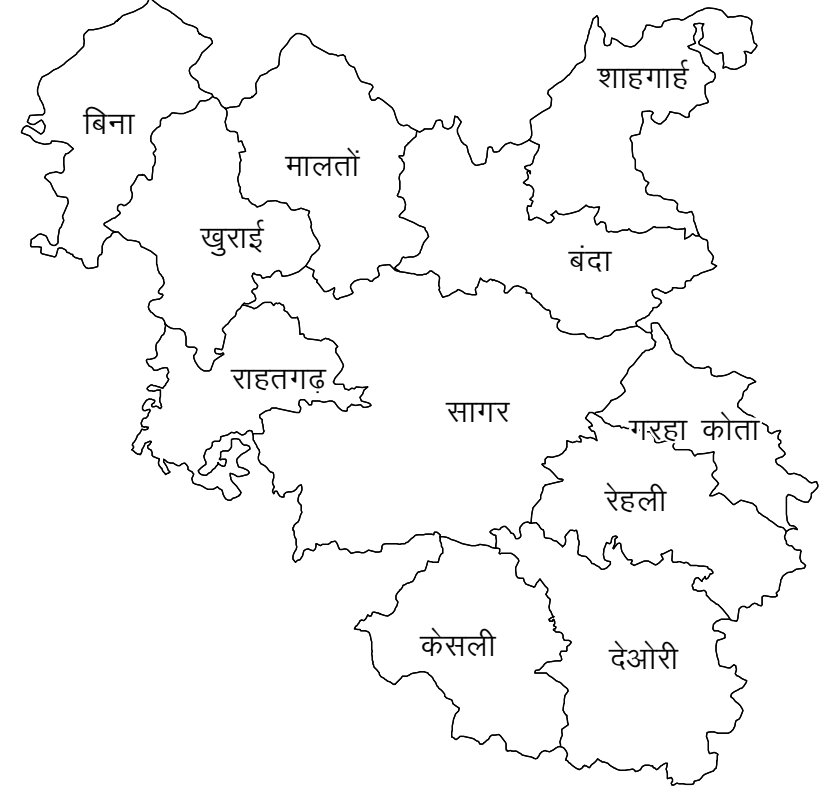 शाहगार्ह
बिना
मालतों
खुराई
बंदा
राहतगढ़
सागर
गरहा कोता
रेहली
केसली
देओरी